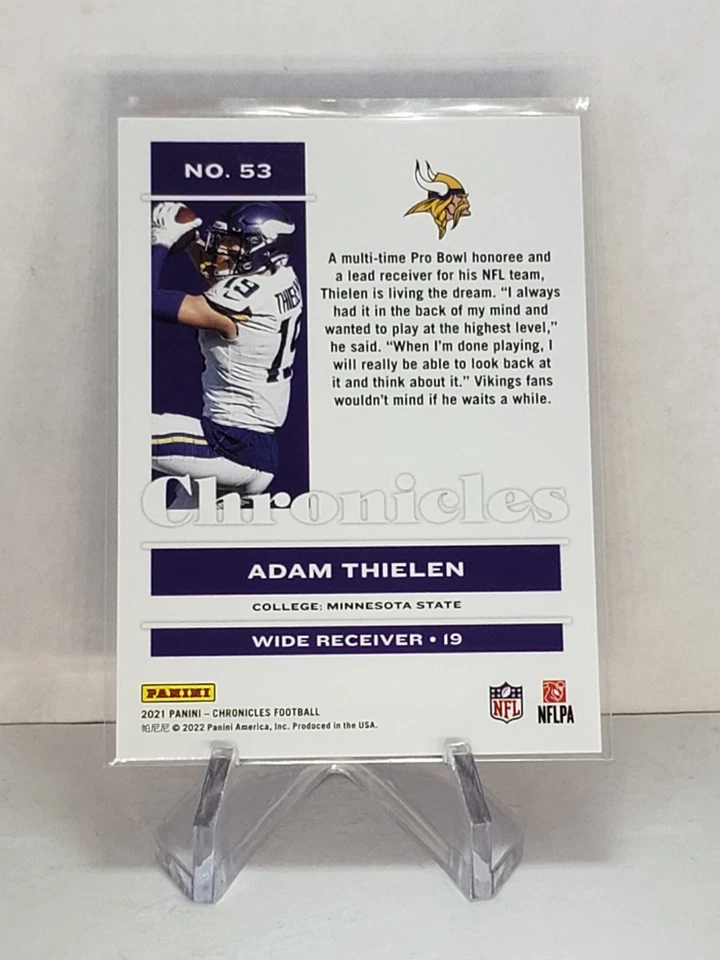 NO. 53
THIEL
19
19
A multi-time Pro Bowl honoree and
a lead receiver for his NFL team,
Thielen is living the dream. “I always
had it in the back of my mind and
wanted to play at the highest level,”
he said. “When I’m done playing, I
will really be able to look back at
it and think about it.” Vikings fans
wouldn’t mind if he waits a while.
Chronicles
ADAM THIELEN
COLLEGE: MINNESOTA STATE
WIDE RECEIVER • 19
PANINI
2021 PANINI – CHRONICLES FOOTBALL
帕尼尼 © 2022 Panini America, Inc. Produced in the USA.
NFL
NFLPA